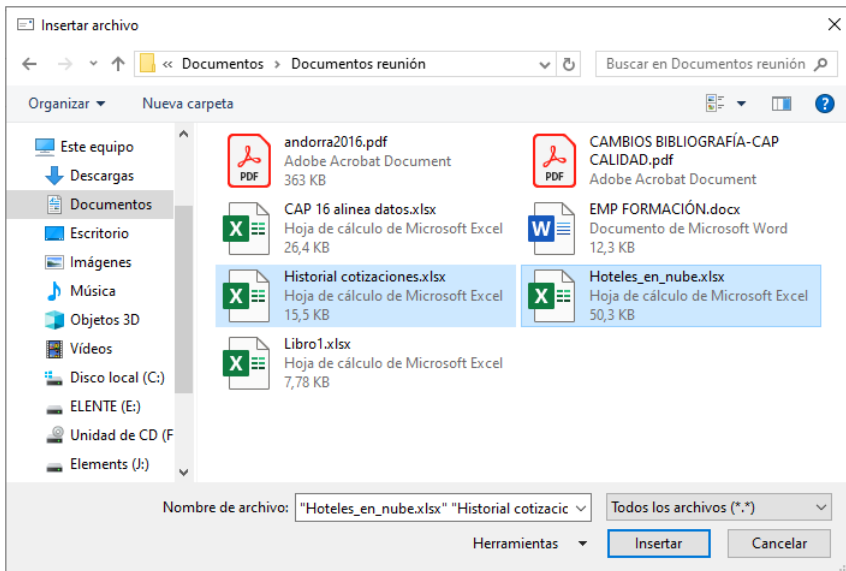 Insertar archivo
« Documentos > Documentos reunión
Buscar en Documentos reunión
Organizar
Nueva carpeta
Este equipo
Descargas
Documentos
Escritorio
Imágenes
Música
Objetos 3D
Vídeos
Disco local (C:)
ELENTE (E:)
Unidad de CD (F
Elements (J:)
PDF
andorra2016.pdf
Adobe Acrobat Document
363 KB
PDF
CAMBIOS BIBLIOGRAFÍA-CAP
CALIDAD.pdf
Adobe Acrobat Document
CAP 16 alinea datos.xlsx
Hoja de cálculo de Microsoft Excel
26,4 KB
EMP FORMACIÓN.docx
Documento de Microsoft Word
12,3 KB
Historial cotizaciones.xlsx
Hoja de cálculo de Microsoft Excel
15,5 KB
Hoteles_en_nube.xlsx
Hoja de cálculo de Microsoft Excel
50,3 KB
Libro1.xlsx
Hoja de cálculo de Microsoft Excel
7,78 KB
Nombre de archivo:
"Hoteles_en_nube.xlsx" "Historial cotizacic
Todos los archivos (*.*)
Herramientas
Insertar
Cancelar